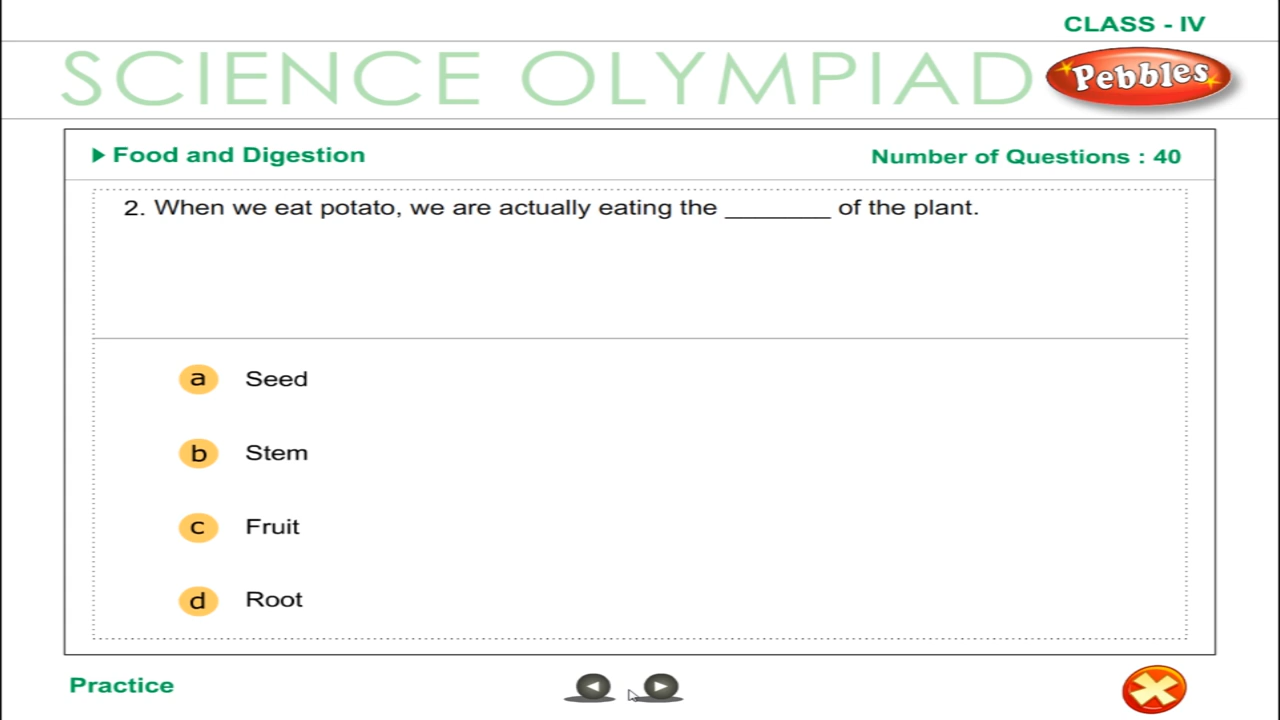 CLASS - IV
SCIENCE OLYMPIAD
Pebbles
Food and Digestion
Number of Questions : 40
2. When we eat potato, we are actually eating the ________ of the plant.
a Seed
b Stem
c Fruit
d Root
Practice